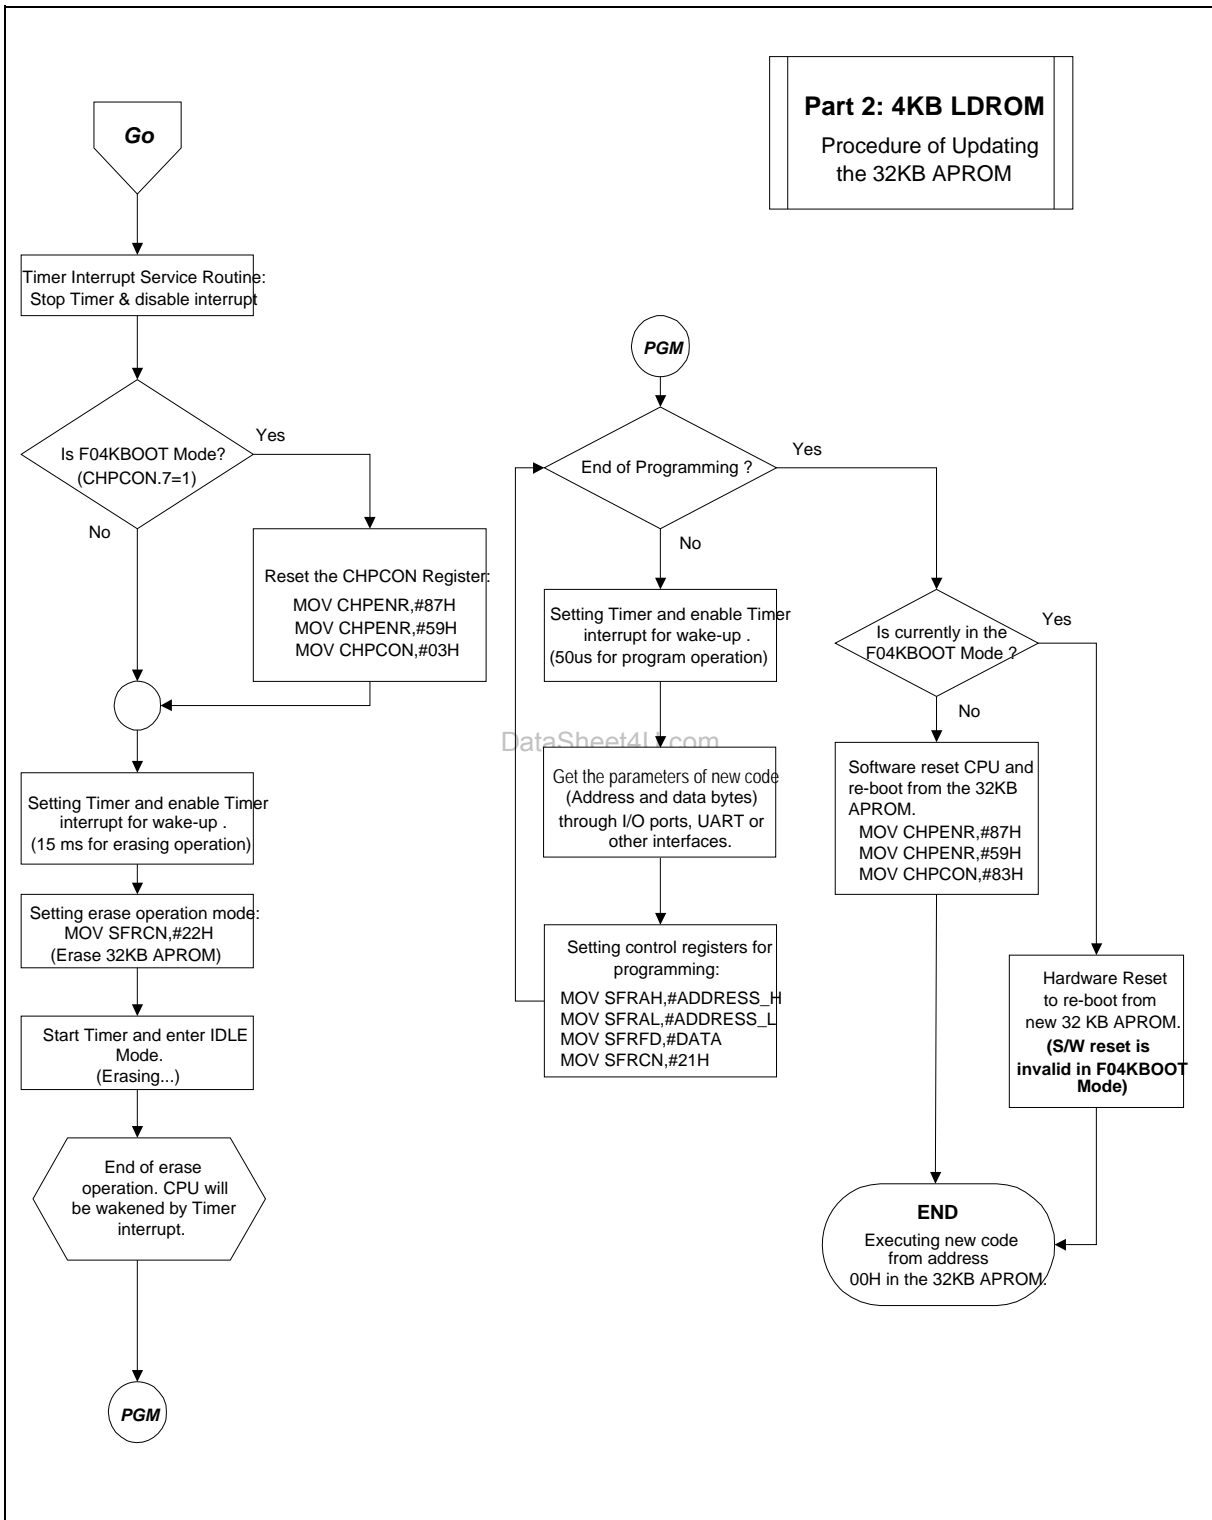 Part 2: 4KB LDROM
Procedure of Updating
the 32KB APROM
Go
Timer Interrupt Service Routine:
Stop Timer & disable interrupt
Is F04KBOOT Mode?
(CHPCON.7=1)
Yes
No
Reset the CHPCON Register:
MOV CHPENR,#87H
MOV CHPENR,#59H
MOV CHPCON,#03H
Setting Timer and enable Timer
interrupt for wake-up .
(15 ms for erasing operation)
Setting erase operation mode:
MOV SFRCN,#22H
(Erase 32KB APROM)
Start Timer and enter IDLE
Mode.
(Erasing...)
End of erase
operation. CPU will
be wakened by Timer
interrupt.
PGM
PGM
End of Programming ?
Yes
No
Setting Timer and enable Timer
interrupt for wake-up .
(50us for program operation)
DataSheet4U.com
Get the parameters of new code
(Address and data bytes)
through I/O ports, UART or
other interfaces.
Setting control registers for
programming:
MOV SFRAH,#ADDRESS_H
MOV SFRAL,#ADDRESS_L
MOV SFRFD,#DATA
MOV SFRCN,#21H
Is currently in the
F04KBOOT Mode ?
Yes
No
Software reset CPU and
re-boot from the 32KB
APROM.
MOV CHPENR,#87H
MOV CHPENR,#59H
MOV CHPCON,#83H
Hardware Reset
to re-boot from
new 32 KB APROM.
(S/W reset is
invalid in F04KBOOT
Mode)
END
Executing new code
from address
00H in the 32KB APROM.